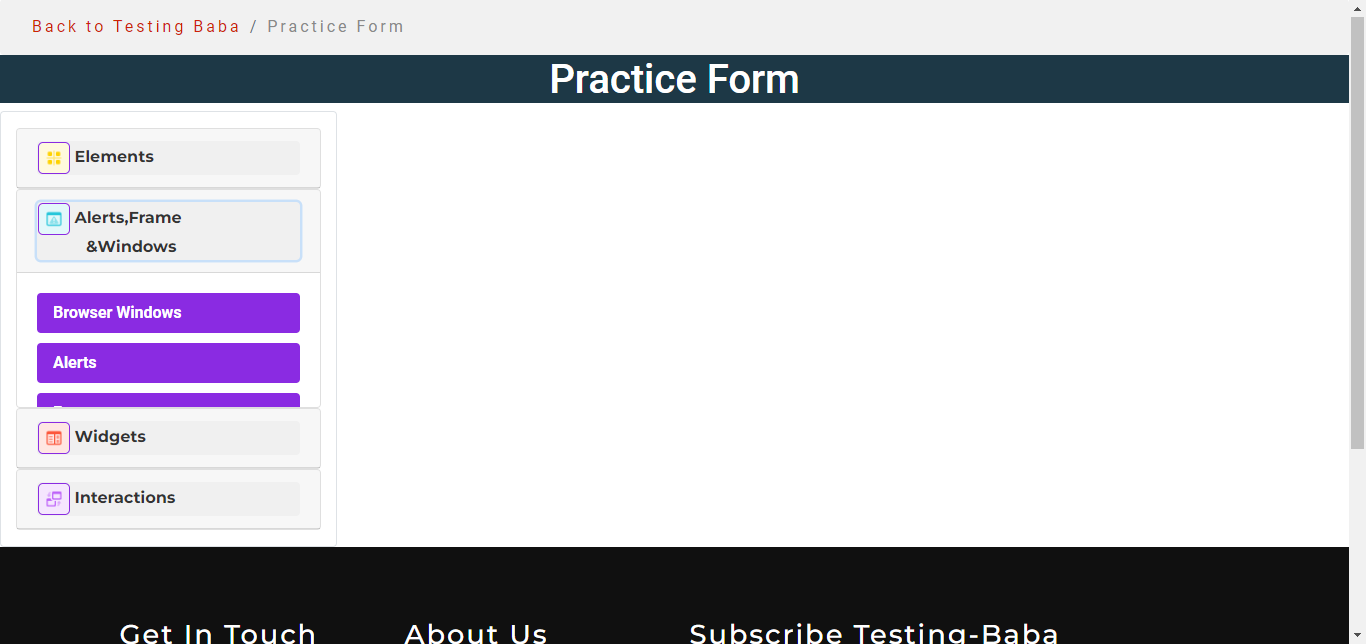 Back to Testing Baba / Practice Form
Practice Form
Elements
Alerts,Frame
&Windows
Browser Windows
Alerts
Widgets
Interactions
Get In Touch
About Us
Subscribe Testing-Baba